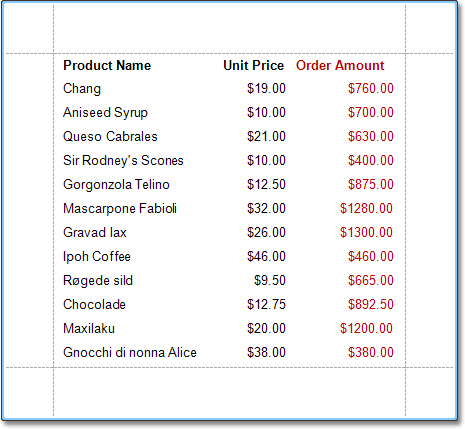 Product Name Unit Price Order Amount
Chang $19.00 $760.00
Aniseed Syrup $10.00 $700.00
Queso Cabrales $21.00 $630.00
Sir Rodney's Scones $10.00 $400.00
Gorgonzola Telino $12.50 $875.00
Mascarpone Fabioli $32.00 $1280.00
Gravad lax $26.00 $1300.00
Ipoh Coffee $46.00 $460.00
Røgede sild $9.50 $665.00
Chocolade $12.75 $892.50
Maxilaku $20.00 $1200.00
Gnocchi di nonna Alice $38.00 $380.00